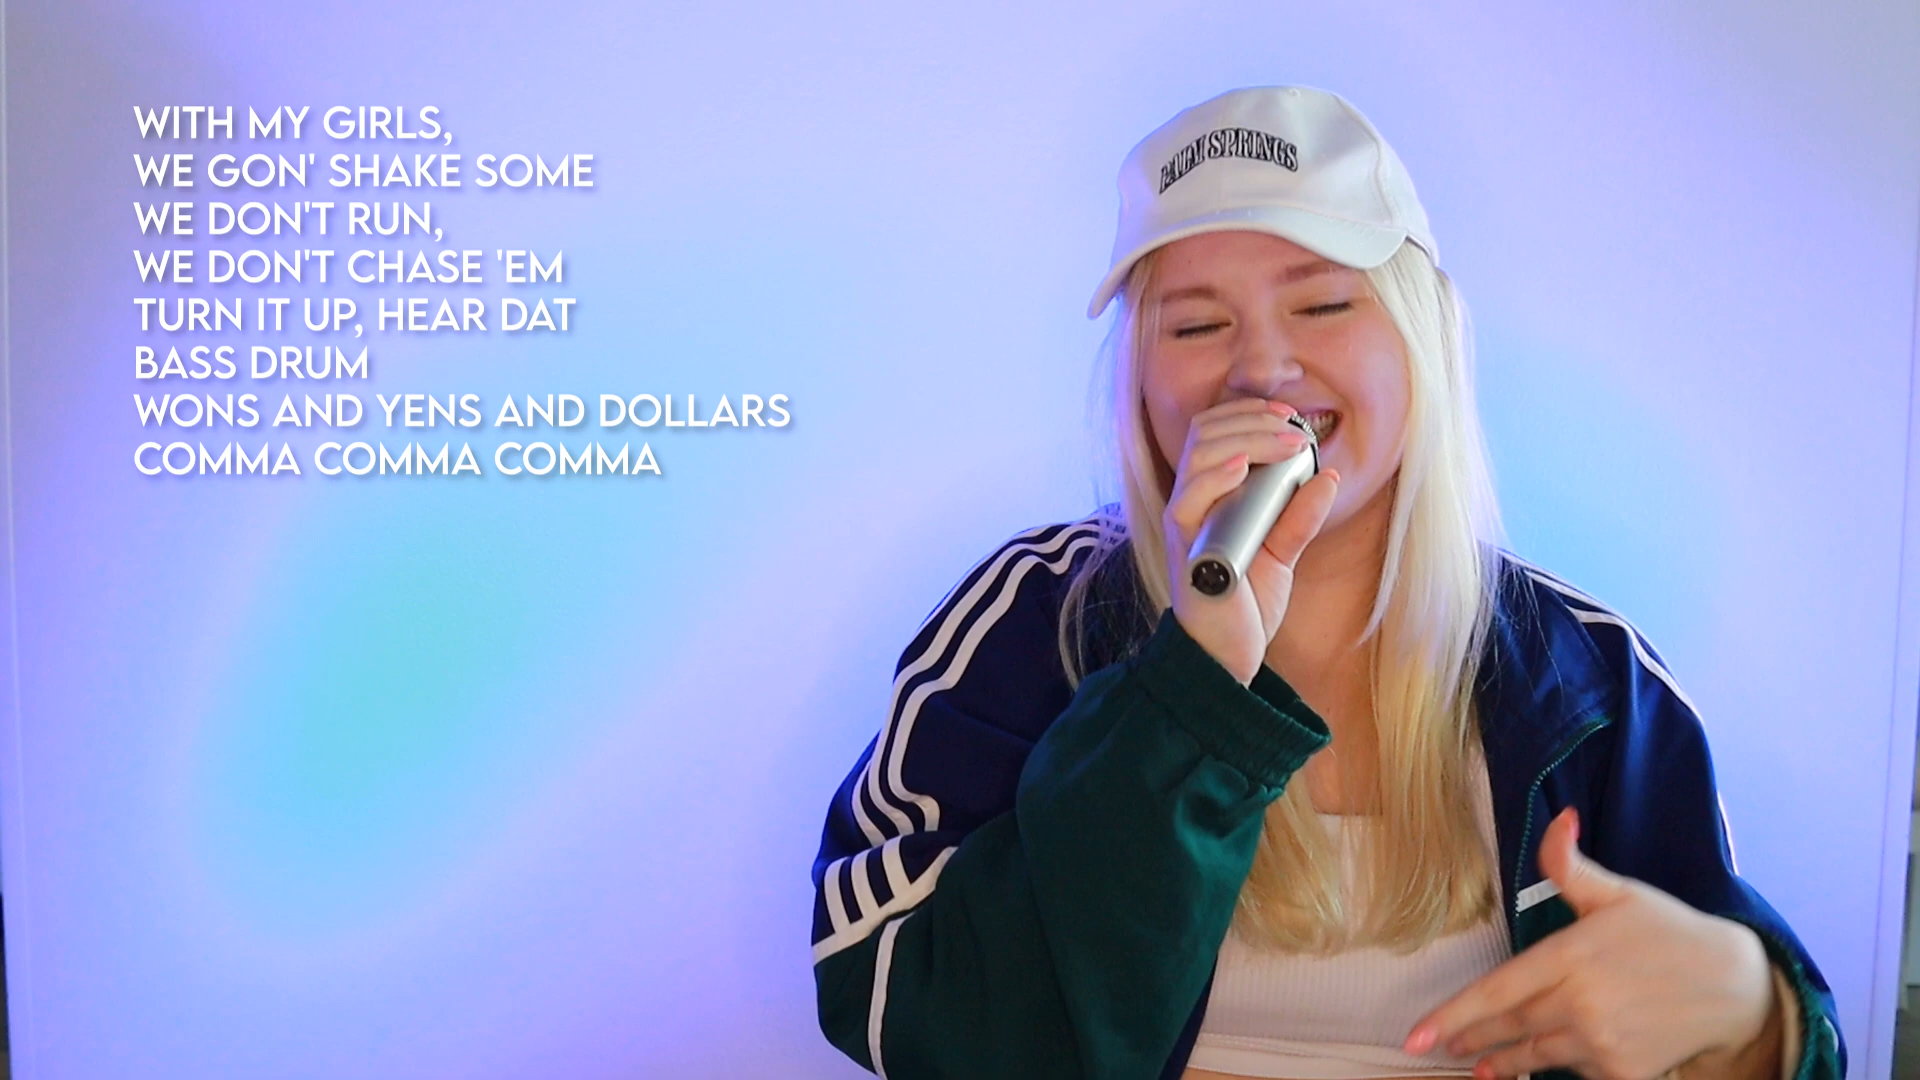 WITH MY GIRLS,
WE GON' SHAKE SOME
WE DON'T RUN,
WE DON'T CHASE 'EM
TURN IT UP, HEAR DAT
BASS DRUM
WONS AND YENS AND DOLLARS
COMMA COMMA COMMA
PALM SPRINGS